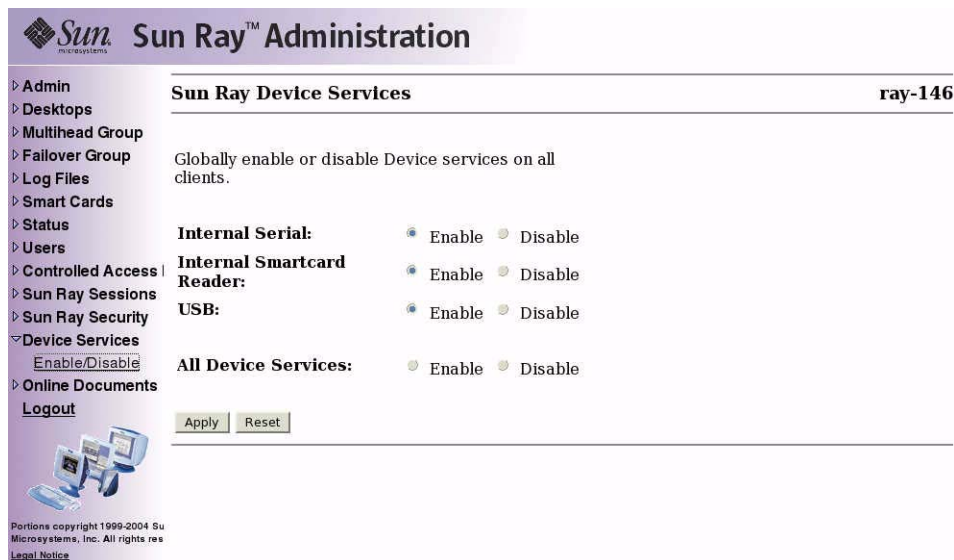 Sun microsystems Sun Ray™ Administration
Admin
Desktops
Multihead Group
Failover Group
Log Files
Smart Cards
Status
Users
Controlled Access
Sun Ray Sessions
Sun Ray Security
Device Services
Enable/Disable
Online Documents
Logout
Portions copyright 1999-2004 Su
Microsystems, Inc. All rights res
Legal Notice
Sun Ray Device Services ray-146
Globally enable or disable Device services on all
clients.
Internal Serial: Enable Disable
Internal Smartcard
Reader: Enable Disable
USB: Enable Disable
All Device Services: Enable Disable
Apply Reset